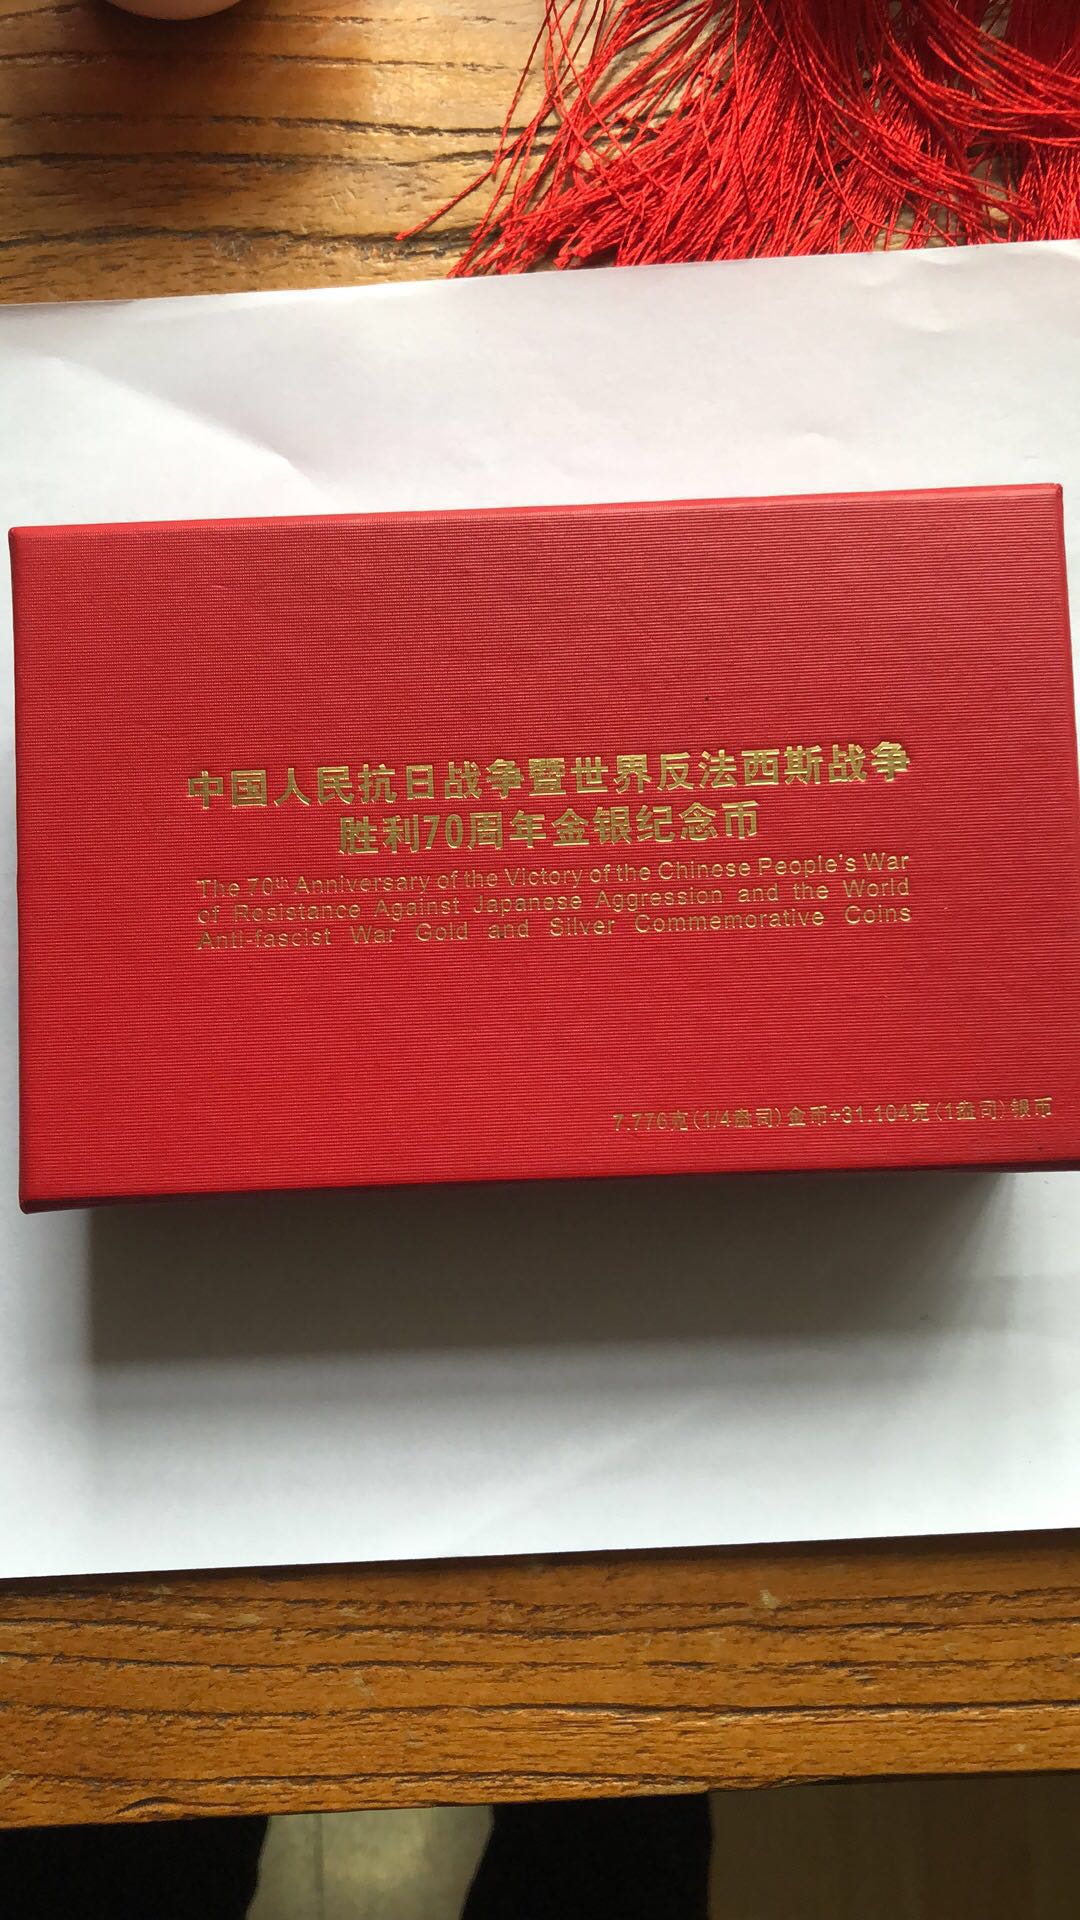 中国人民抗日战争暨世界反法西斯战争
胜利70周年金银纪念币
The 70th Anniversary of the Victory of the Chinese People's War
of Resistance Against Japanese Aggression and the World
Anti-fascist War Gold and Silver Commemorative Coins
7.776克(1/4盎司)金币+31.104克(1盎司)银币